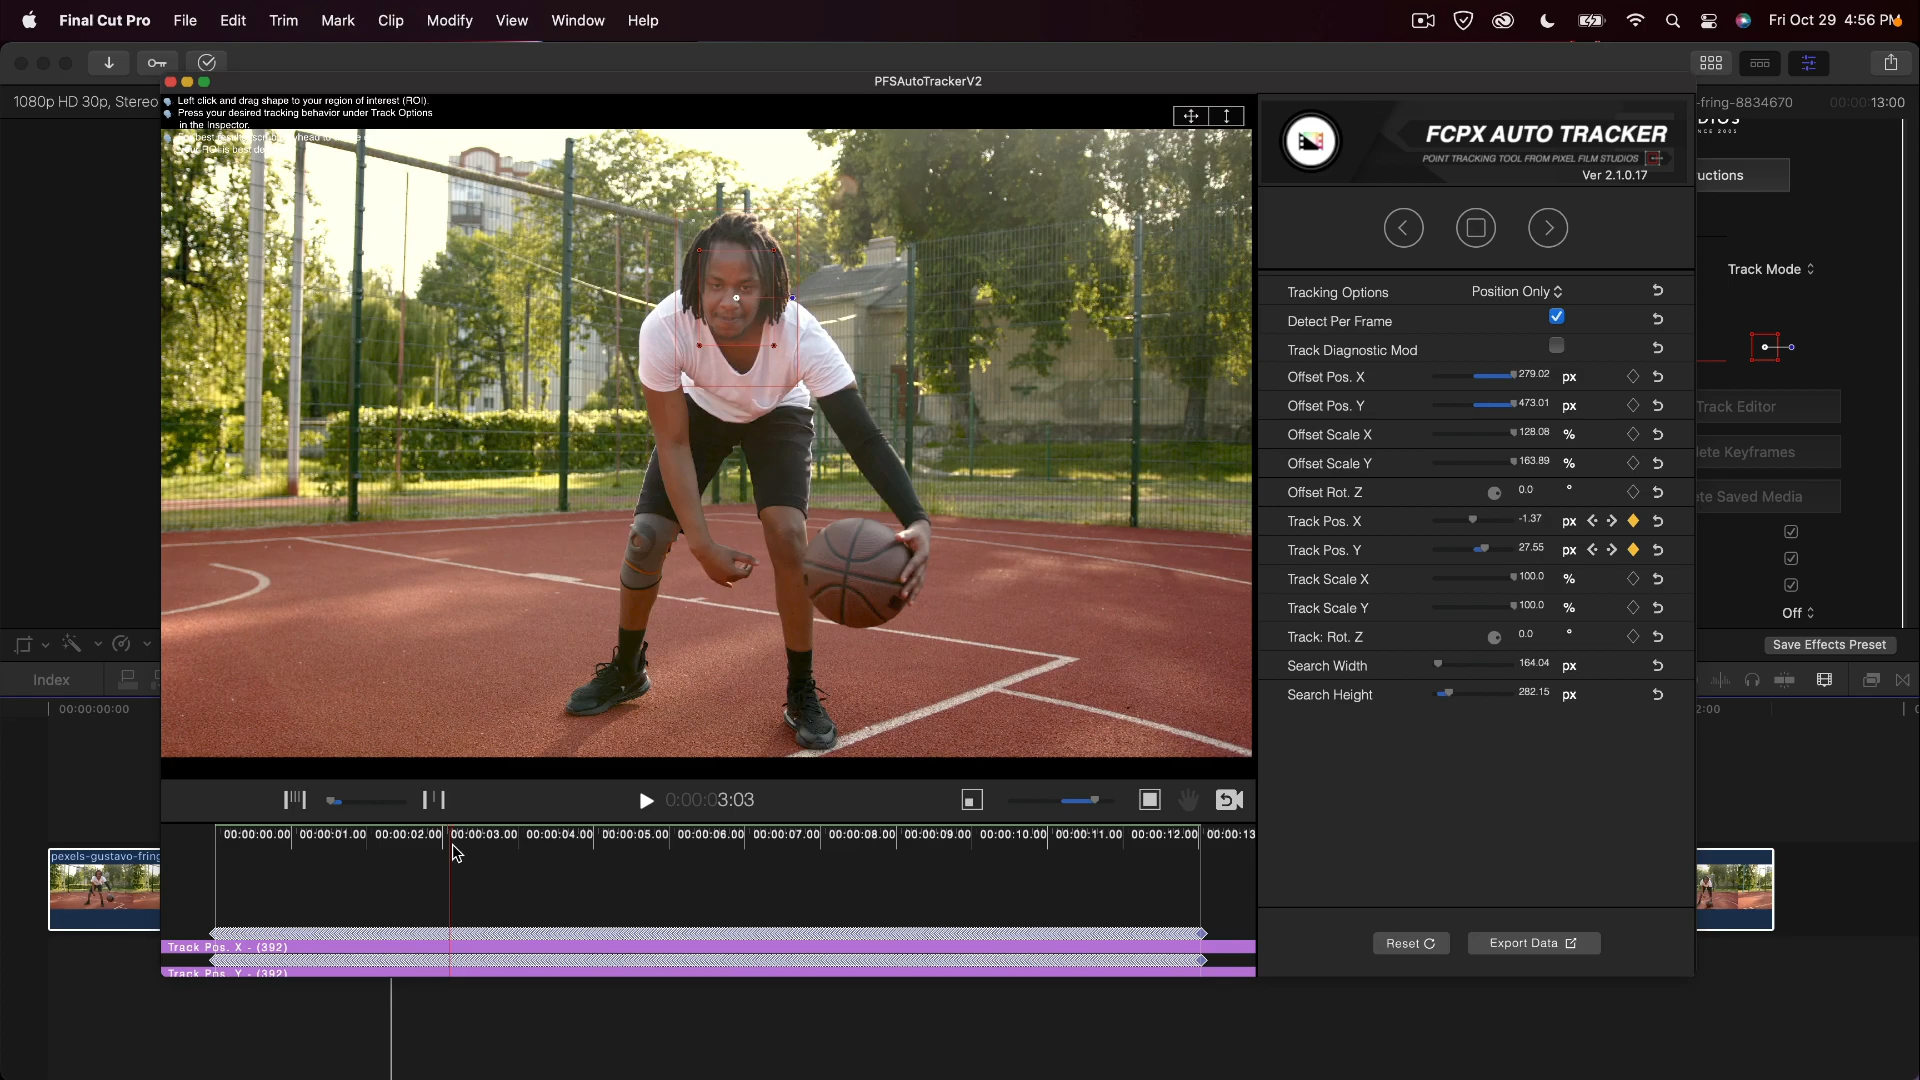 Final Cut Pro File Edit Trim Mark Clip Modify View Window Help
Fri Oct 29 4:56 PM
PFSAutoTrackerV2
1080p HD 30p, Stereo
-fring-8834670 00:00:13:00
Left click and drag shape to your region of interest (ROI).
Press your desired tracking behavior under Track Options
in the Inspector.
FCPX AUTO TRACKER
POINT TRACKING TOOL FROM PIXEL FILM STUDIOS
Ver 2.1.0.17
uctions
Track Mode
Tracking Options Position Only
Detect Per Frame
Track Diagnostic Mod
Offset Pos. X 279.02 px
Offset Pos. Y 473.01 px
Offset Scale X 128.08 %
Offset Scale Y 163.89 %
Offset Rot. Z 0.0 °
Track Pos. X -1.37 px
Track Pos. Y 27.55 px
Track Scale X 100.0 %
Track Scale Y 100.0 %
Track: Rot. Z 0.0 °
Search Width 164.04 px
Search Height 282.15 px
Track Editor
lete Keyframes
te Saved Media
Off
Save Effects Preset
Index
00:00:00:00
2:00
0:00:03:03
00:00:00.00 00:00:01.00 00:00:02.00 00:00:03.00 00:00:04.00 00:00:05.00 00:00:06.00 00:00:07.00 00:00:08.00 00:00:09.00 00:00:10.00 00:00:11.00 00:00:12.00 00:00:13
pexels-gustavo-fring
Track Pos. X - (392)
Track Pos. Y - (392)
Reset Export Data